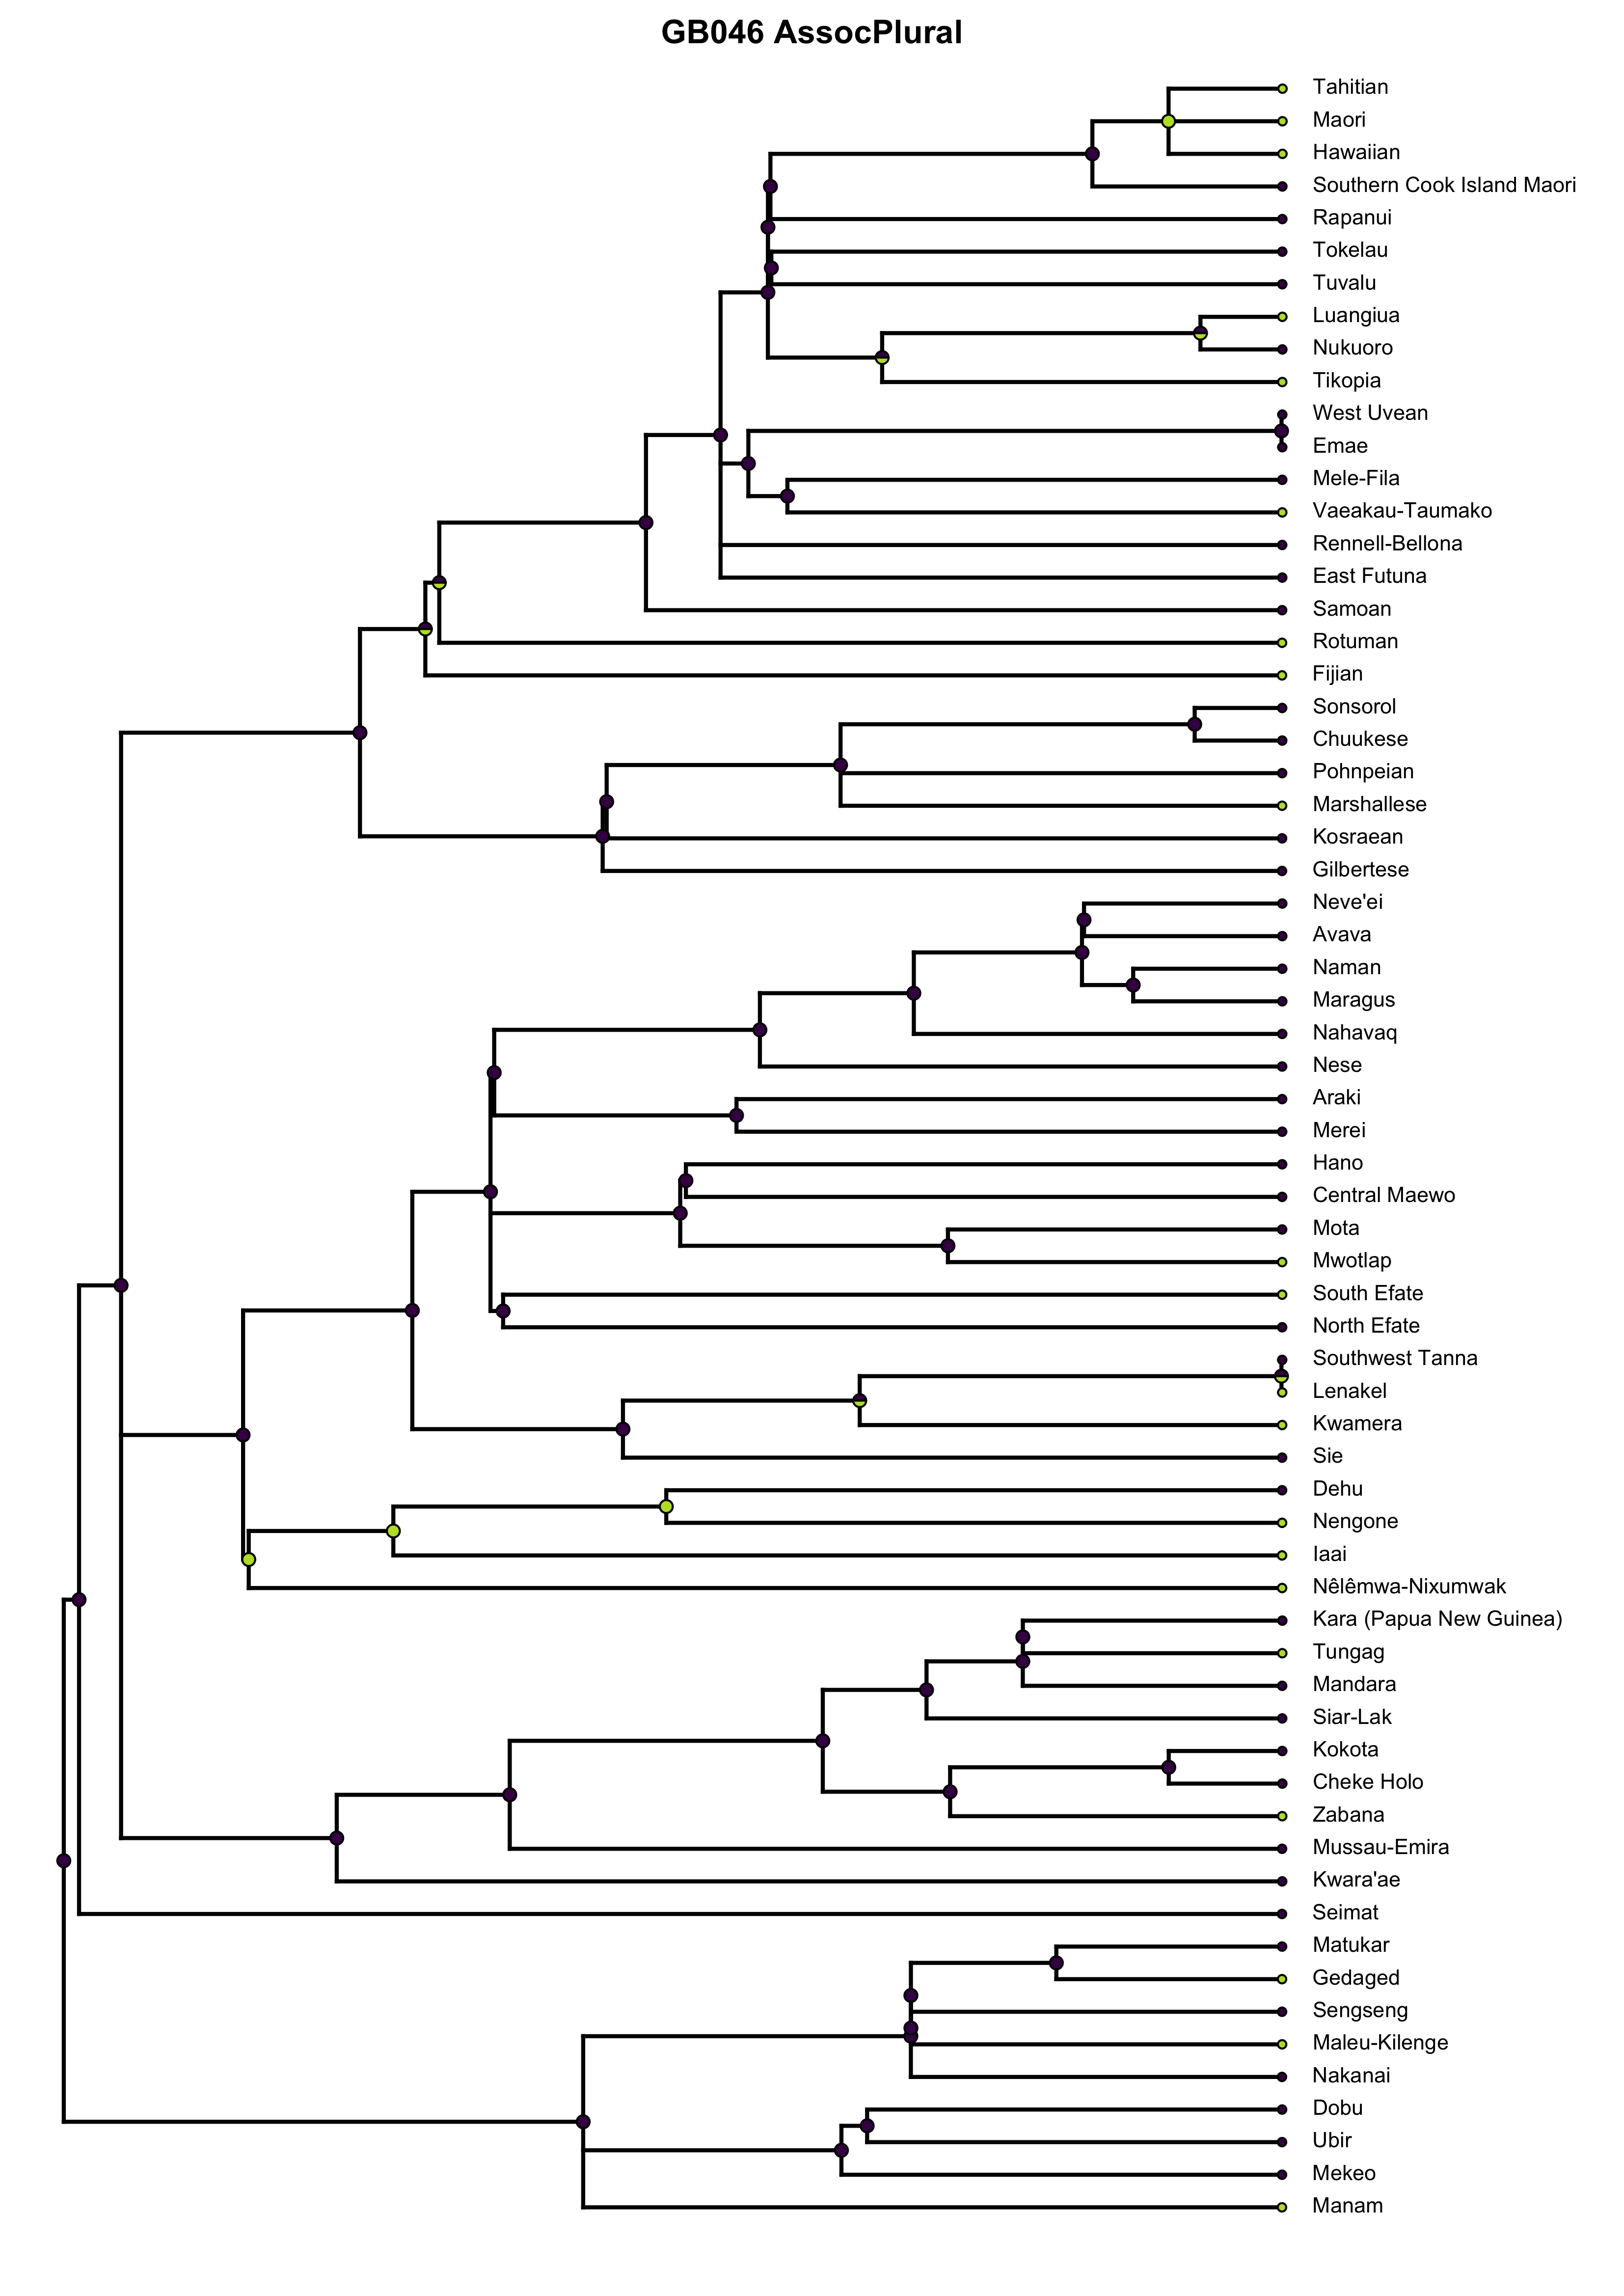 GB046 AssocPlural
Tahitian
Maori
Hawaiian
Southern Cook Island Maori
Rapanui
Tokelau
Tuvalu
Luangiua
Nukuoro
Tikopia
West Uvean
Emae
Mele-Fila
Vaeakau-Taumako
Rennell-Bellona
East Futuna
Samoan
Rotuman
Fijian
Sonsorol
Chuukese
Pohnpeian
Marshallese
Kosraean
Gilbertese
Neve'ei
Avava
Naman
Maragus
Nahavaq
Nese
Araki
Merei
Hano
Central Maewo
Mota
Mwotlap
South Efate
North Efate
Southwest Tanna
Lenakel
Kwamera
Sie
Dehu
Nengone
Iaai
Nêlêmwa-Nixumwak
Kara (Papua New Guinea)
Tungag
Mandara
Siar-Lak
Kokota
Cheke Holo
Zabana
Mussau-Emira
Kwara'ae
Seimat
Matukar
Gedaged
Sengseng
Maleu-Kilenge
Nakanai
Dobu
Ubir
Mekeo
Manam